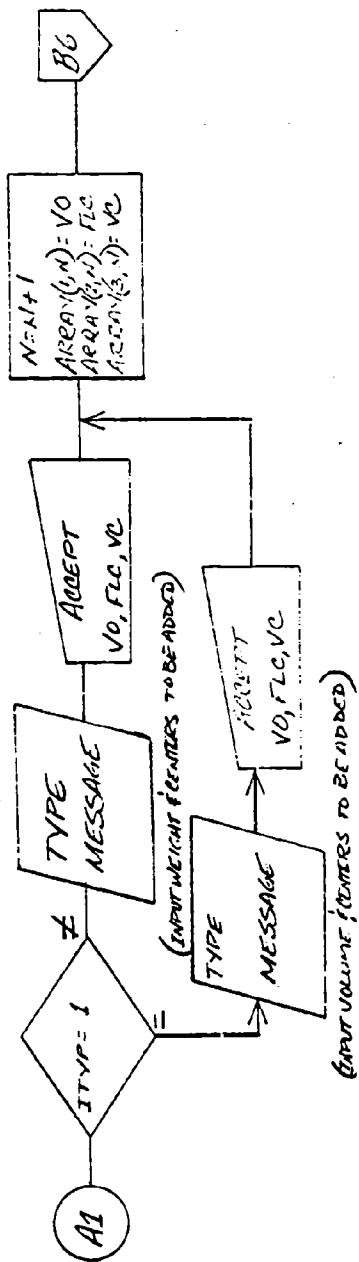 A1
ITYP= 1
≠
=
TYPE
MESSAGE
(INPUT WEIGHT & CENTERS TO BE ADDED)
ACCEPT
VO, FLC, VC
TYPE
MESSAGE
(INPUT VOLUME & CENTERS TO BE ADDED)
ACCEPT
VO, FLC, VC
N=N+1
ARRAY(1,N)=VO
ARRAY(2,N)=FLC
ARRAY(3,N)=VC
B6